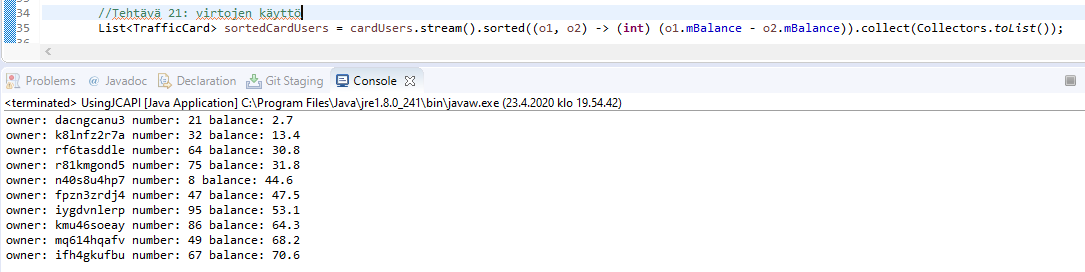 34 //Tehtävä 21: virtojen käyttö
35 List<TrafficCard> sortedCardUsers = cardUsers.stream().sorted((o1, o2) -> (int) (o1.mBalance - o2.mBalance)).collect(Collectors.toList());
Problems @ Javadoc Declaration Git Staging Console
<terminated> UsingJCAPI [Java Application] C:\Program Files\Java\jre1.8.0_241\bin\javaw.exe (23.4.2020 klo 19.54.42)
owner: dacngcanu3 number: 21 balance: 2.7
owner: k8lnfz2r7a number: 32 balance: 13.4
owner: rf6tasddle number: 64 balance: 30.8
owner: r81kmgond5 number: 75 balance: 31.8
owner: n40s8u4hp7 number: 8 balance: 44.6
owner: fpzn3zrdj4 number: 47 balance: 47.5
owner: iygdvnlerp number: 95 balance: 53.1
owner: kmu46soeay number: 86 balance: 64.3
owner: mq614hqafv number: 49 balance: 68.2
owner: ifh4gkufbu number: 67 balance: 70.6